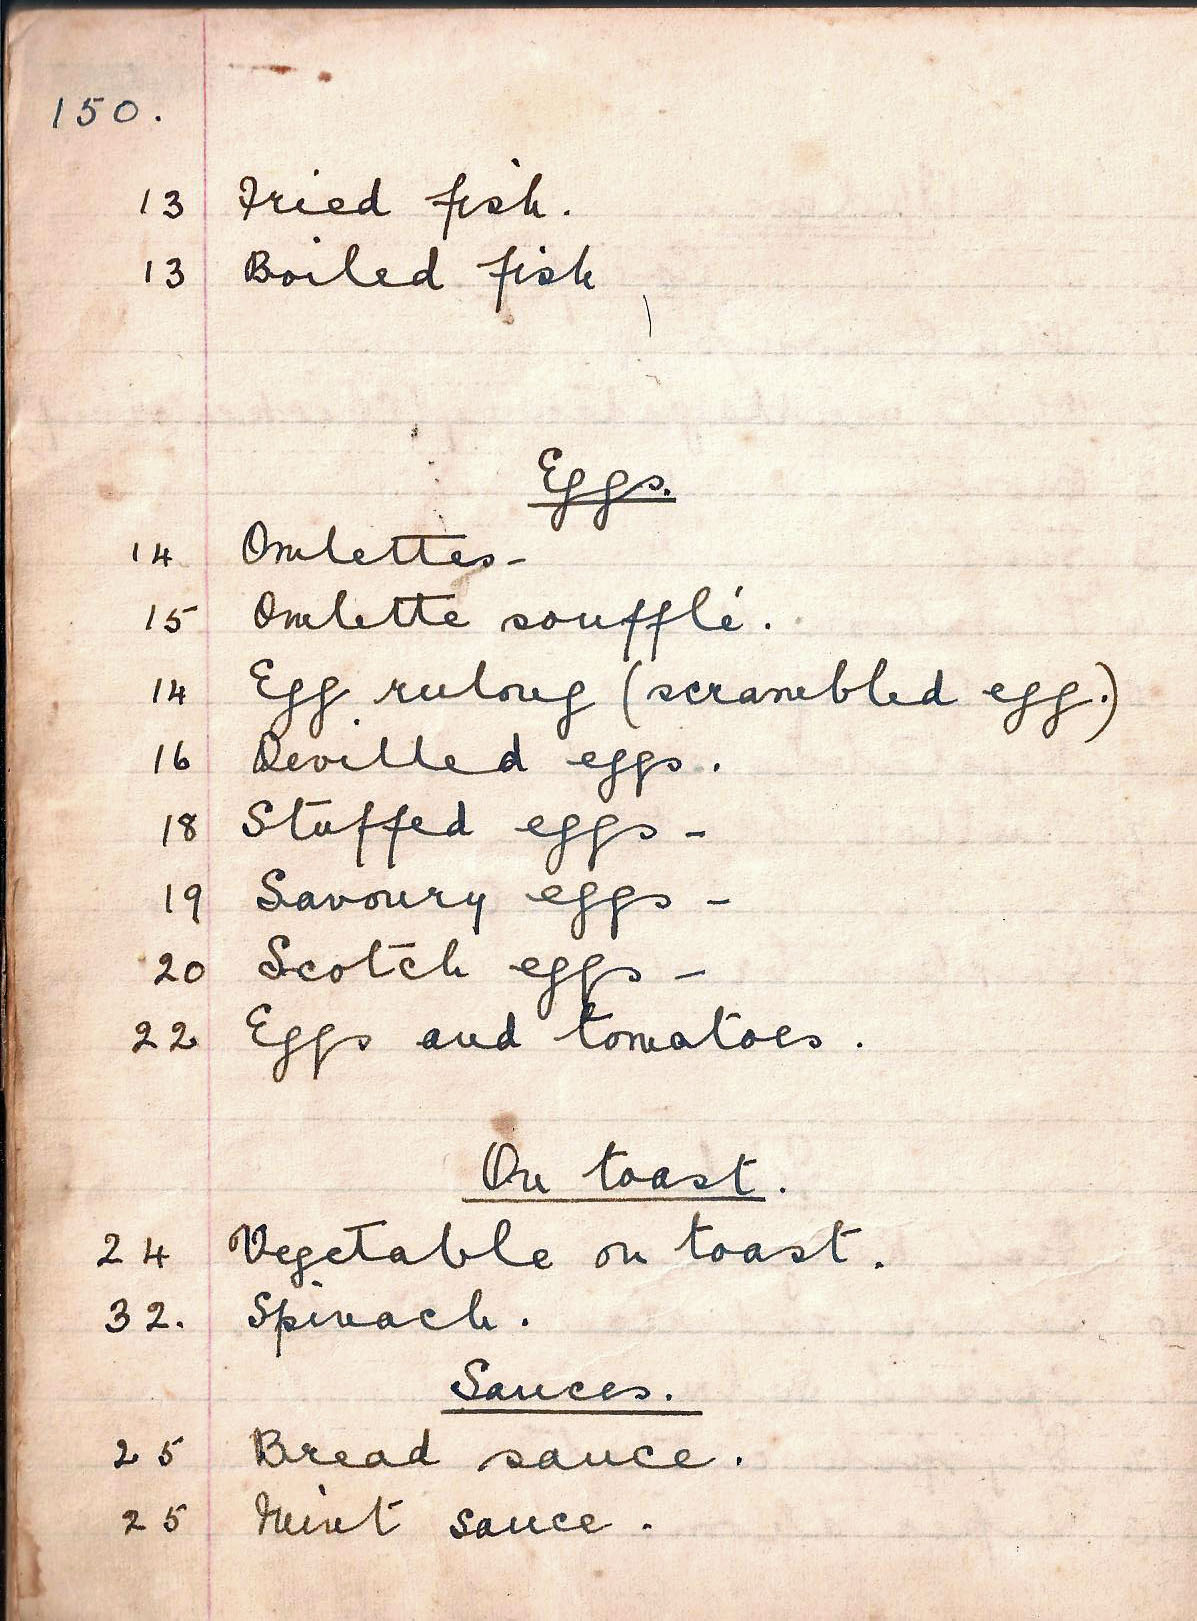 150.
13 Fried fish.
13 Boiled fish
Eggs.
14 Omlettes-
15 Omlette soufflé.
14 Egg rulong (scrambled egg.)
16 Devilled eggs.
18 Stuffed eggs -
19 Savoury eggs -
20 Scotch eggs -
22 Eggs and tomatoes.
On toast.
24 Vegetable on toast.
32. Spinach.
Sauces.
25 Bread sauce.
25 Mint sauce.